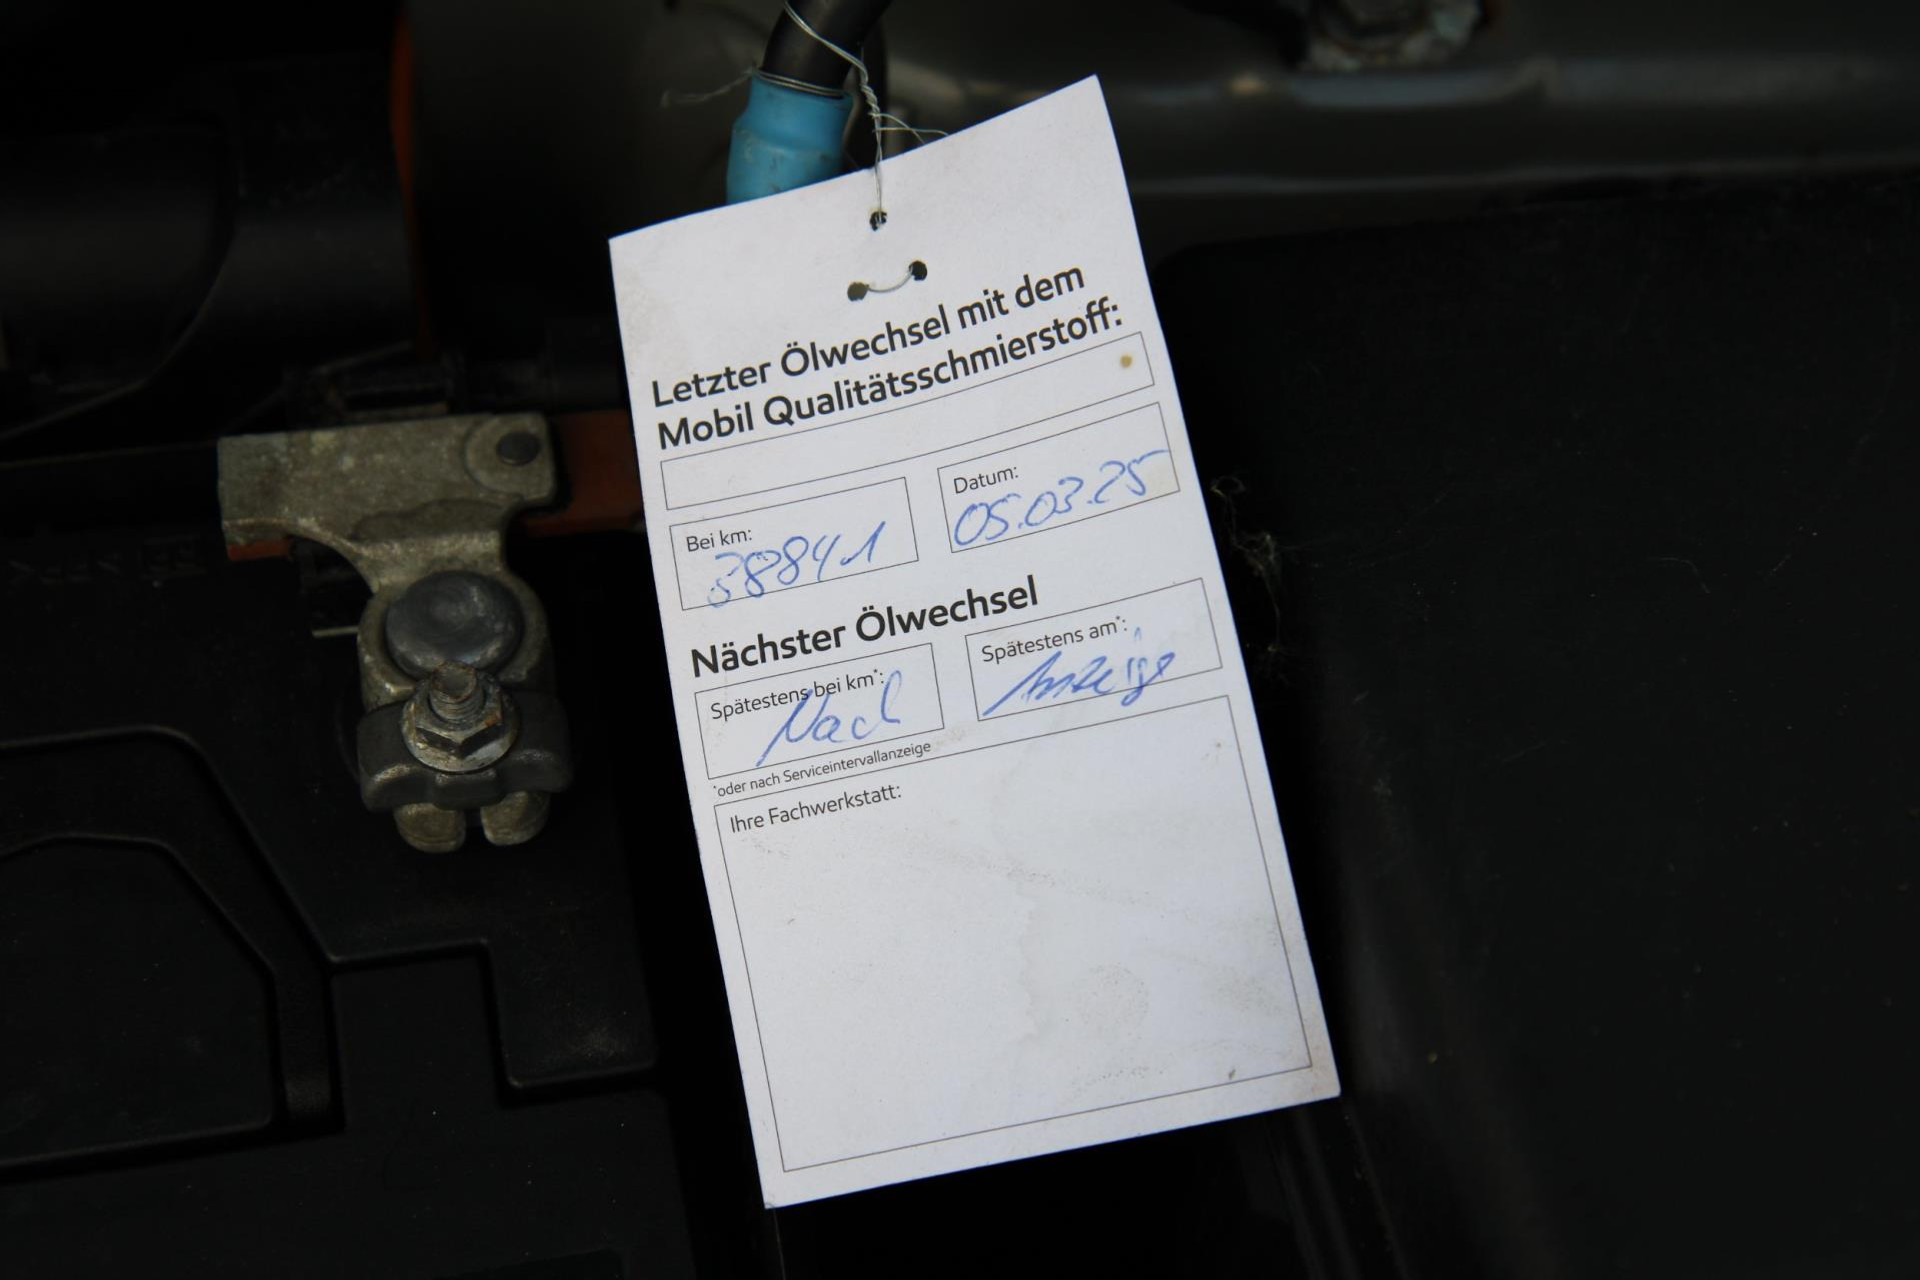 Letzter Ölwechsel mit dem
Mobil Qualitätsschmierstoff:
Bei km:
38841
Datum:
05.03.25
Nächster Ölwechsel
Spätestens bei km*:
Nach
Spätestens am*:
Anzeige
*oder nach Serviceintervallanzeige
Ihre Fachwerkstatt: